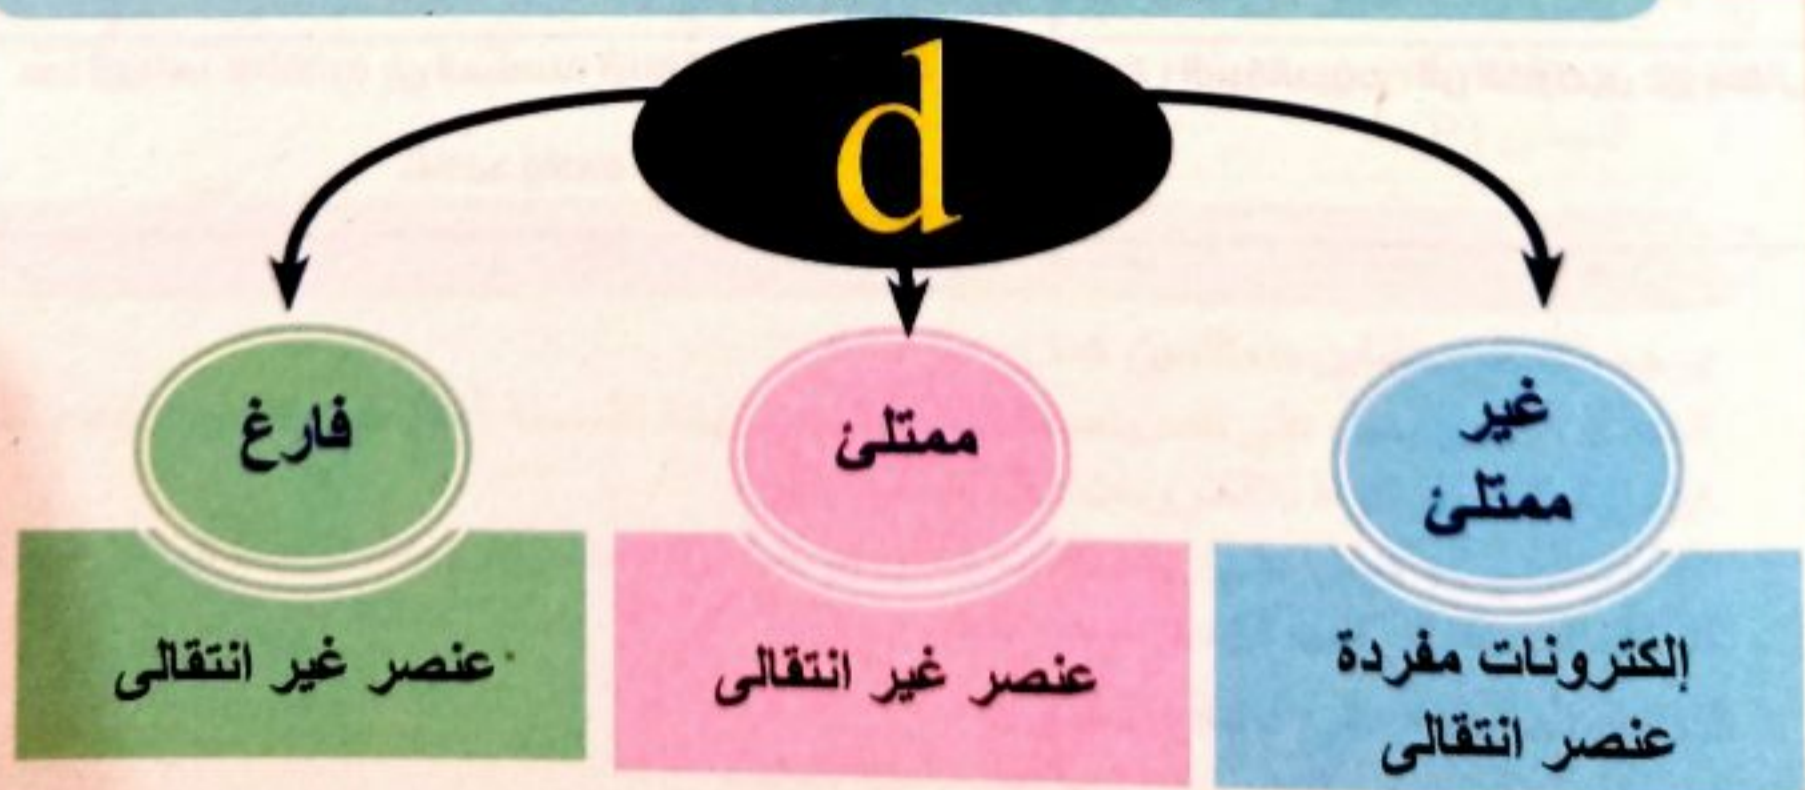 d
غير
ممتلئ
إلكترونات مفردة
عنصر انتقالى
ممتلئ
عنصر غير انتقالى
فارغ
عنصر غير انتقالى